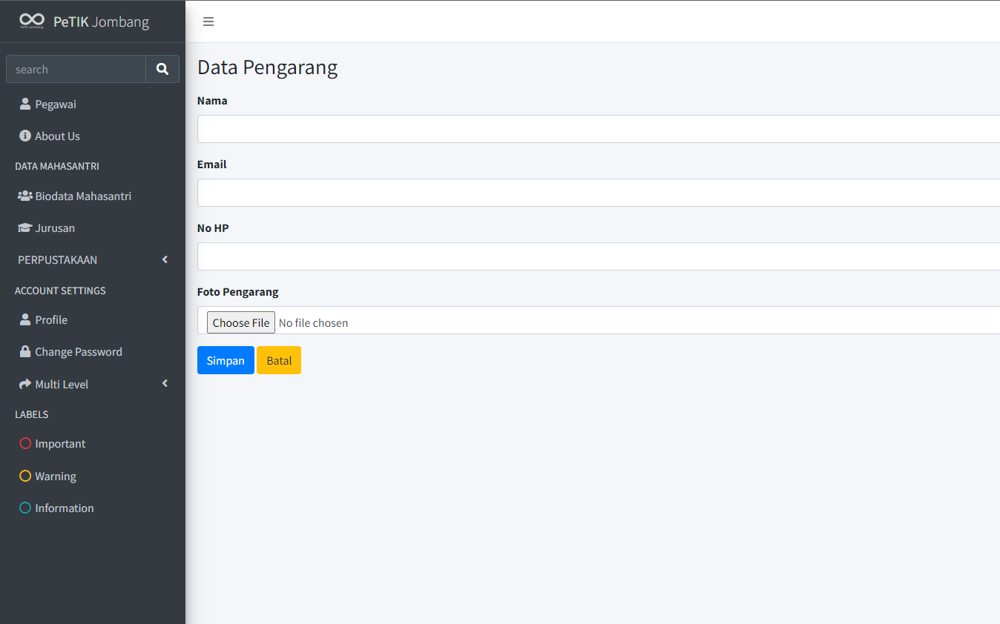 PeTIK Jombang
search
Pegawai
About Us
DATA MAHASANTRI
Biodata Mahasantri
Jurusan
PERPUSTAKAAN
ACCOUNT SETTINGS
Profile
Change Password
Multi Level
LABELS
Important
Warning
Information
Data Pengarang
Nama
Email
No HP
Foto Pengarang
Choose File No file chosen
Simpan Batal